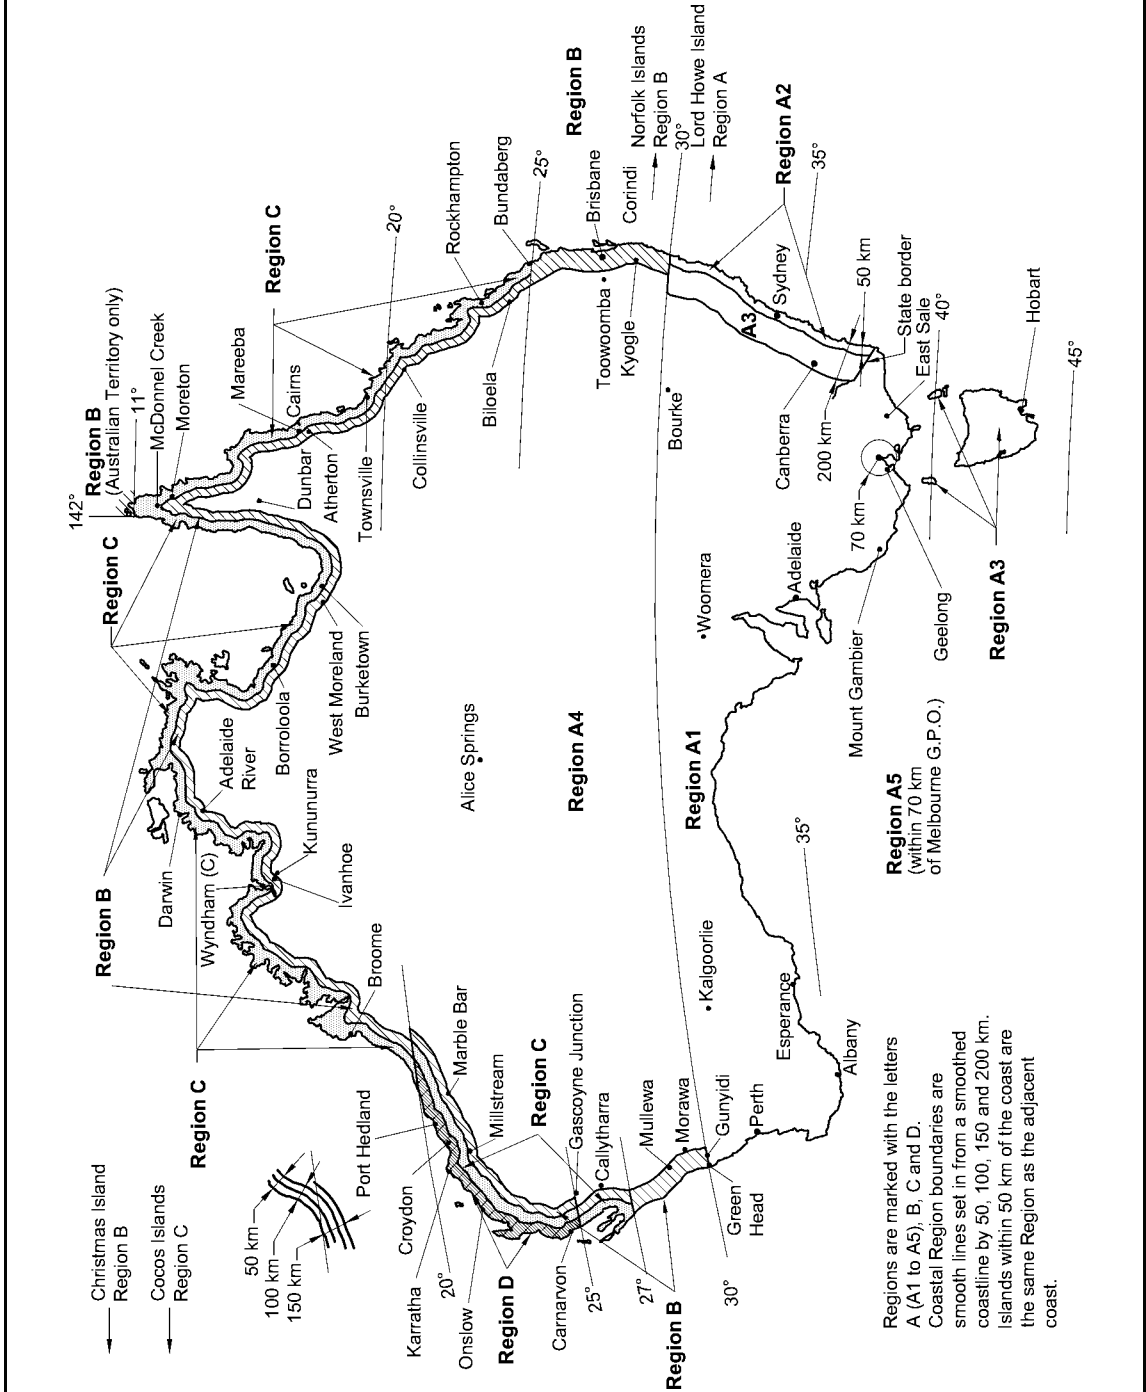 Christmas Island
Region B
Cocos Islands
Region C
50 km
100 km
150 km
Region C
Region B
Region C
142°
Region B
(Australian Territory only)
11°
McDonnel Creek
Moreton
Mareeba
Cairns
Region C
Dunbar
Atherton
Townsville
Collinsville
20°
Rockhampton
Bundaberg
Biloela
25°
Region B
Brisbane
Corindi
Toowoomba
Kyogle
Norfolk Islands
Region B
30°
Lord Howe Island
Region A
Region A2
35°
Bourke
A3
Sydney
Canberra
200 km
50 km
State border
East Sale
40°
Hobart
45°
70 km
Region A3
Geelong
Mount Gambier
Adelaide
Woomera
Darwin
Adelaide
River
Borroloola
West Moreland
Burketown
Wyndham (C)
Kununurra
Ivanhoe
Broome
Alice Springs
Region A4
Region A1
35°
Kalgoorlie
Esperance
Albany
Port Hedland
Marble Bar
Millstream
Region C
Gascoyne Junction
Callytharra
Mullewa
Morawa
Gunyidi
Perth
Croydon
Karratha
20°
Onslow
Region D
Carnarvon
25°
27°
Region B
Green
Head
30°
Region A5
(within 70 km
of Melbourne G.P.O.)
Regions are marked with the letters
A (A1 to A5), B, C and D.
Coastal Region boundaries are
smooth lines set in from a smoothed
coastline by 50, 100, 150 and 200 km.
Islands within 50 km of the coast are
the same Region as the adjacent
coast.